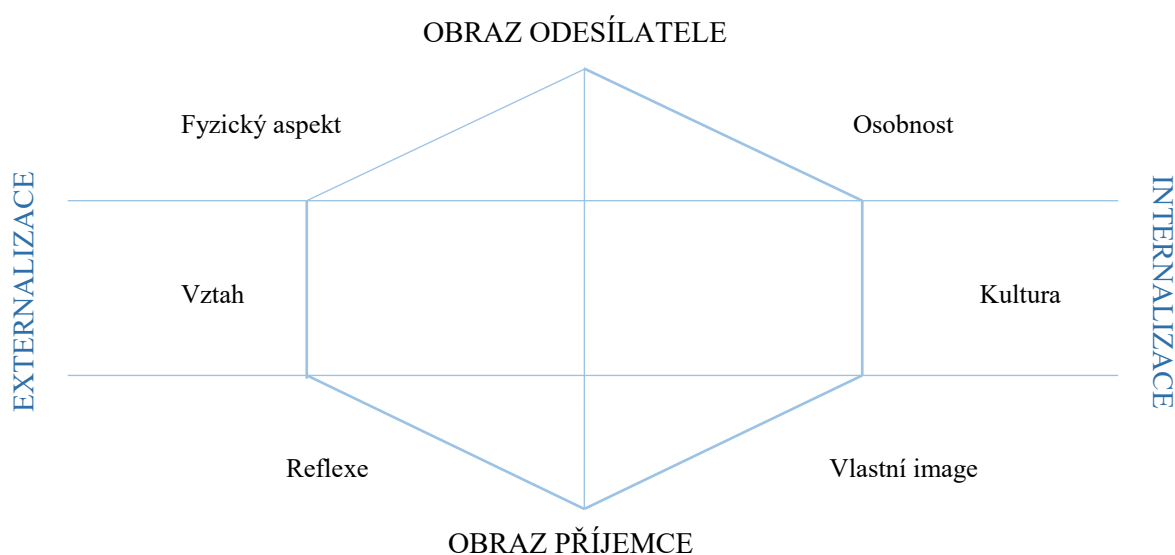 OBRAZ ODESÍLATELE
Fyzický aspekt
Osobnost
EXTERNALIZACE
INTERNALIZACE
Vztah
Kultura
Reflexe
Vlastní image
OBRAZ PŘÍJEMCE